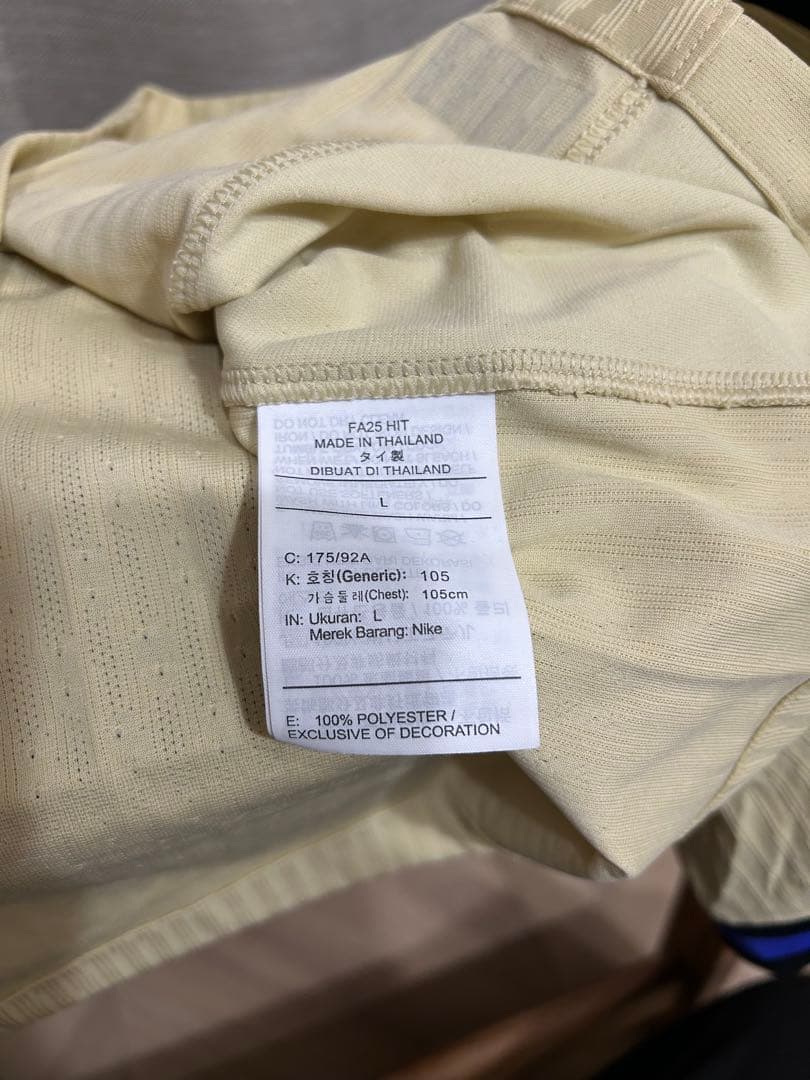 FA25 HIT
MADE IN THAILAND
タイ製
DIBUAT DI THAILAND
L
C: 175/92A
K: 호칭(Generic): 105
가슴둘레(Chest): 105cm
IN: Ukuran: L
Merek Barang: Nike
E: 100% POLYESTER /
EXCLUSIVE OF DECORATION